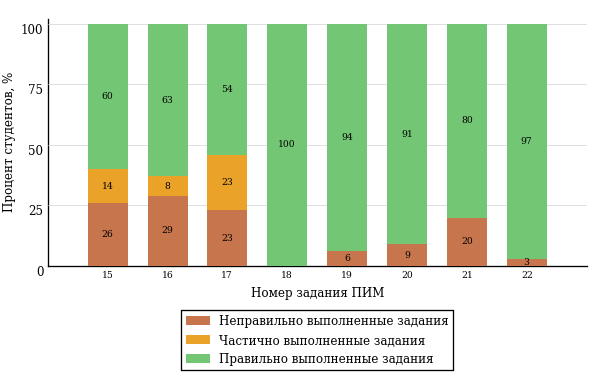 Процент студентов, %
100
75
50
25
0
60 63 54 100 94 91 80 97
14 8 23
26 29 23 6 9 20 3
15 16 17 18 19 20 21 22
Номер задания ПИМ
Неправильно выполненные задания
Частично выполненные задания
Правильно выполненные задания